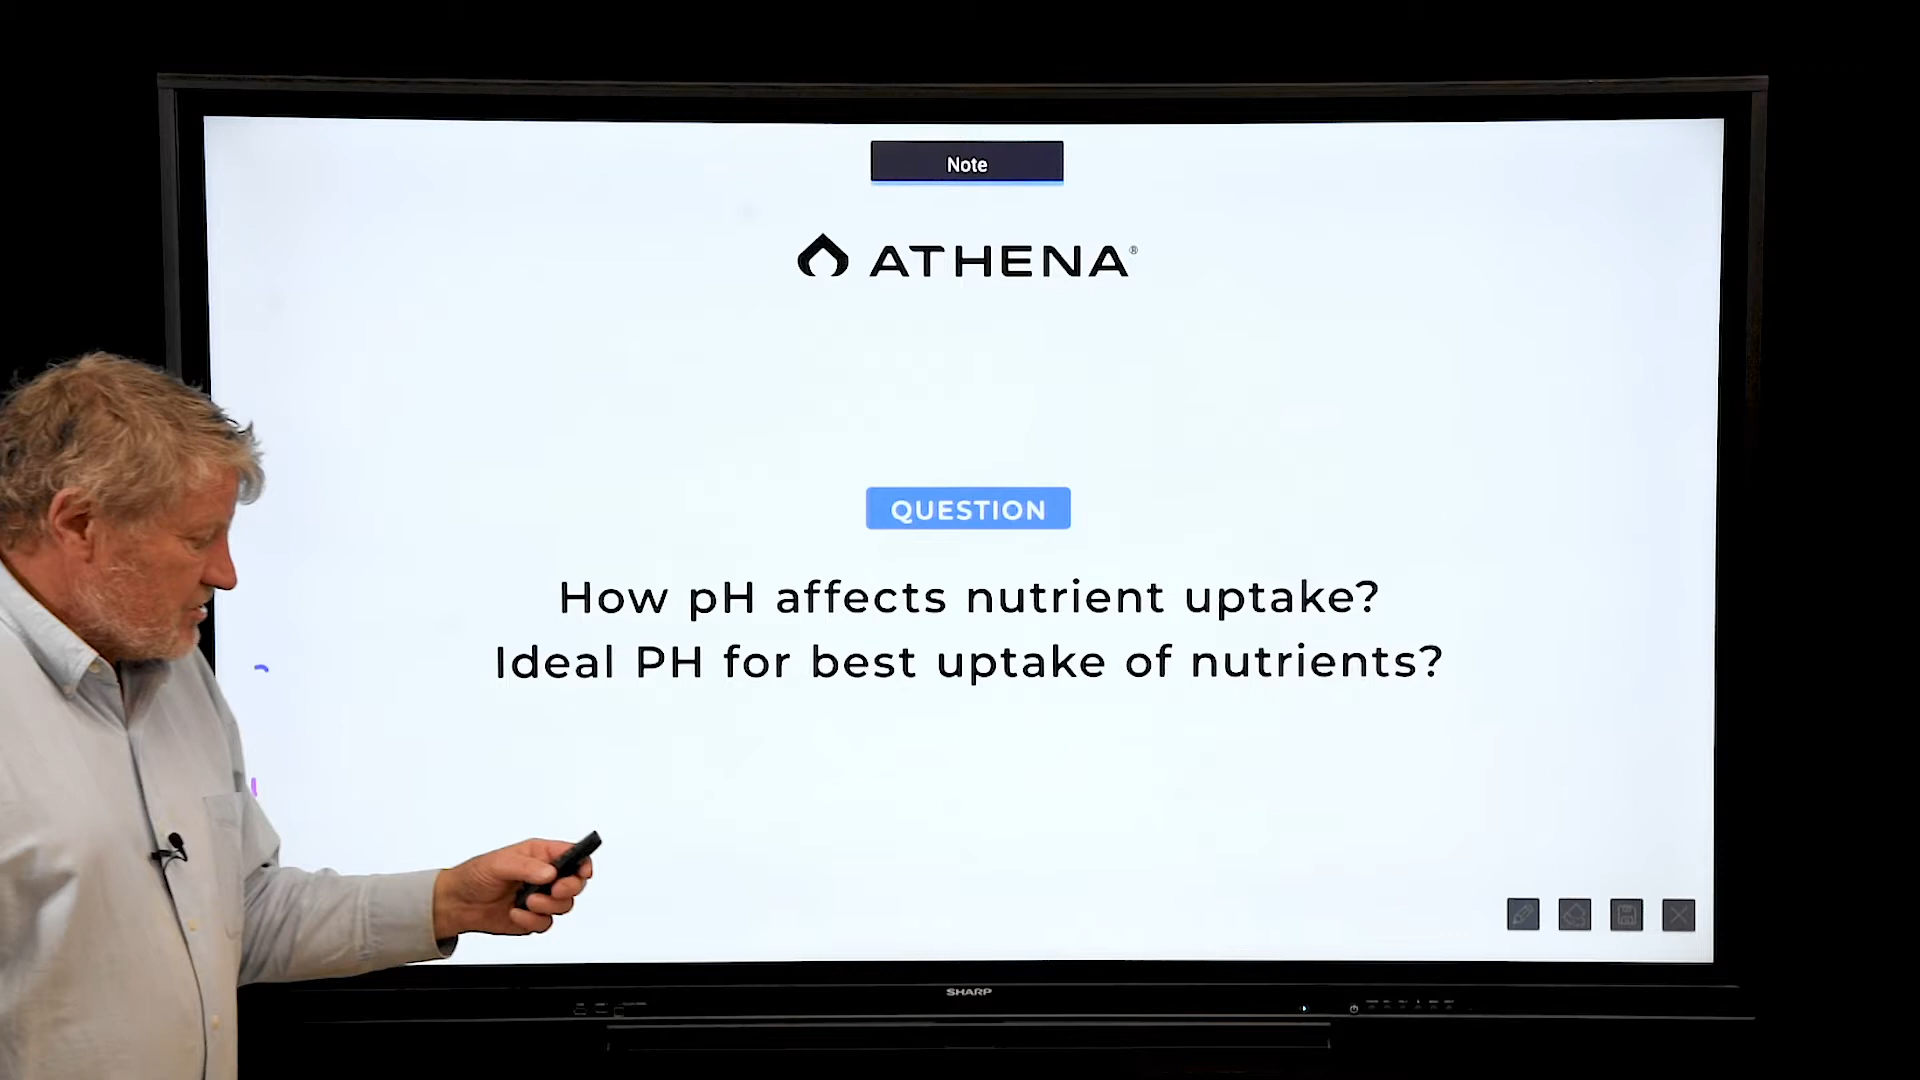 Note
ATHENA®
QUESTION
How pH affects nutrient uptake?
Ideal PH for best uptake of nutrients?
SHARP